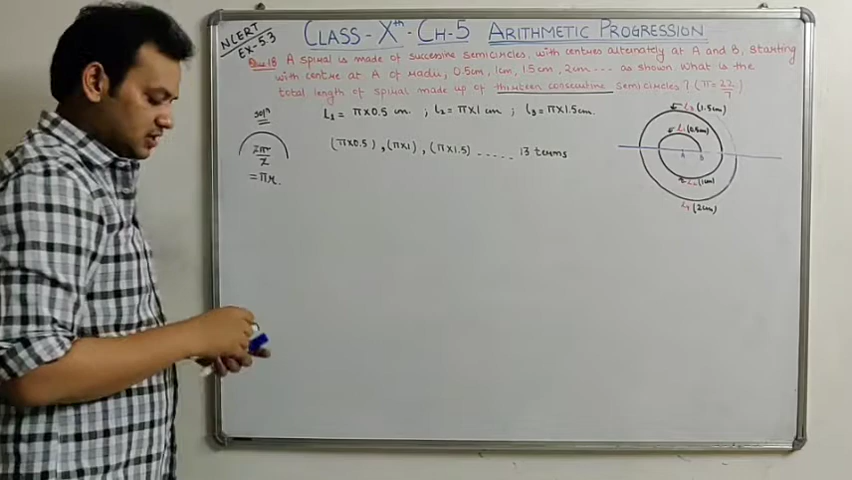 NCERT
EX-5.3
CLASS-Xth-CH-5 ARITHMETIC PROGRESSION
Que 18 A spiral is made of successive semicircles, with centres alternately at A and B, starting
with centre at A of radii, 0.5cm, 1cm, 1.5cm, 2cm ... as shown. What is the
total length of spiral made up of thirteen consecutive semicircles? (π=22/7)
Solⁿ
l₁ = π×0.5 cm ; l₂ = π×1 cm ; l₃ = π×1.5cm.
(π×0.5), (π×1), (π×1.5) ..... 13 terms
2πr/2
= πr.
l₃ (1.5cm)
l₁ (0.5cm)
A B
l₂ (1cm)
l₄ (2cm)